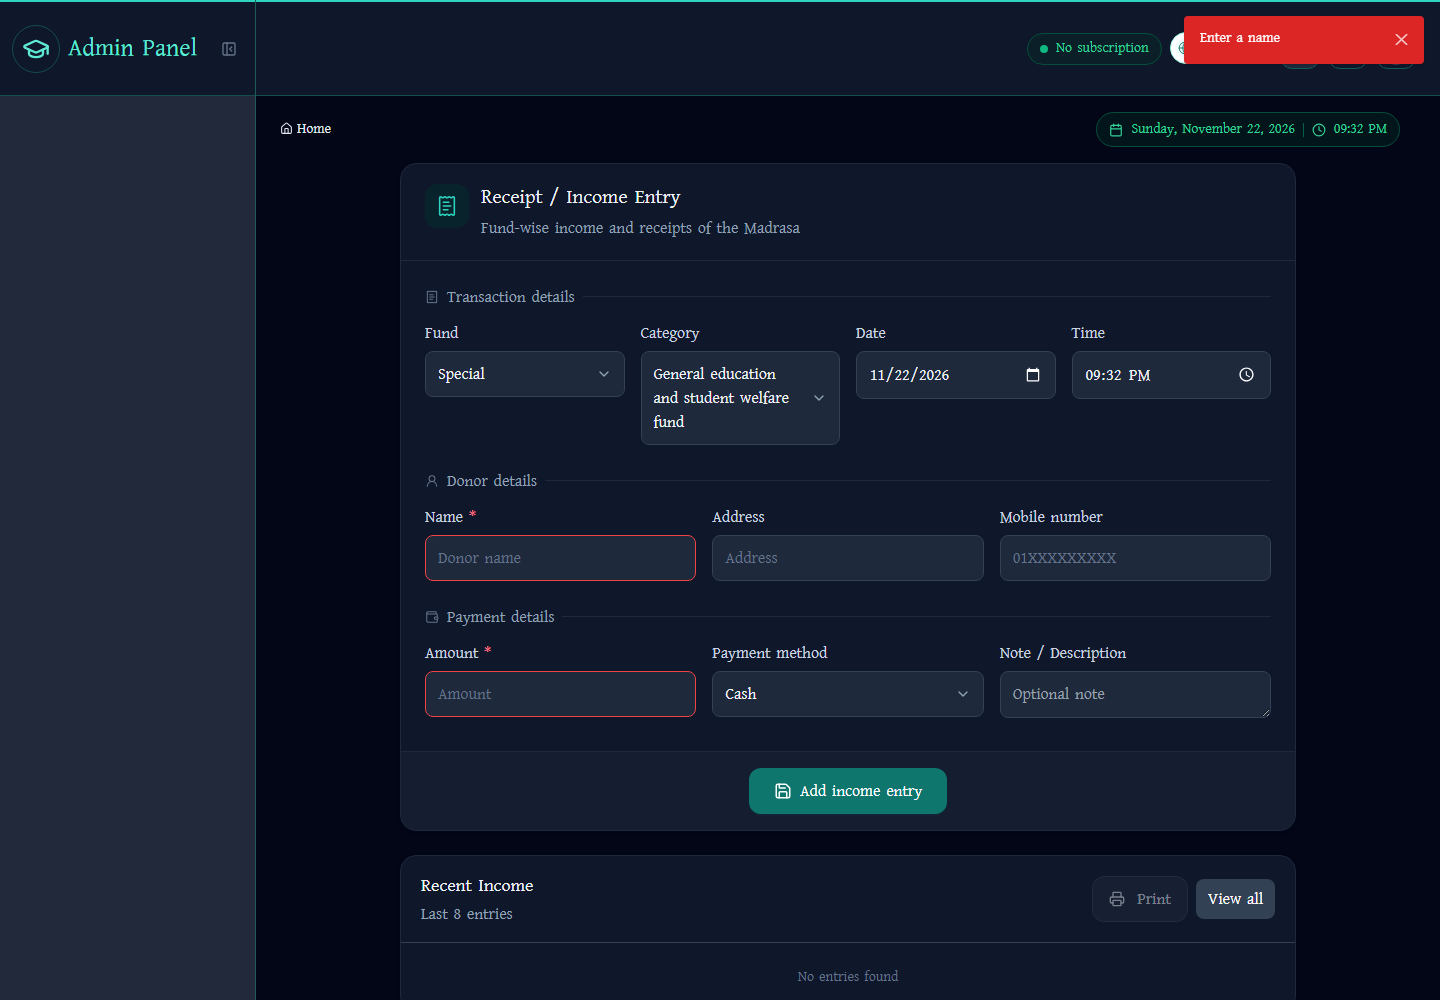 Admin Panel
No subscription
Enter a name
Home
Sunday, November 22, 2026
09:32 PM
Receipt / Income Entry
Fund-wise income and receipts of the Madrasa
Transaction details
Fund
Category
Date
Time
Special
General education
and student welfare
fund
11/22/2026
09:32 PM
Donor details
Name *
Address
Mobile number
Donor name
Address
01XXXXXXXXX
Payment details
Amount *
Payment method
Note / Description
Amount
Cash
Optional note
Add income entry
Recent Income
Last 8 entries
Print
View all
No entries found